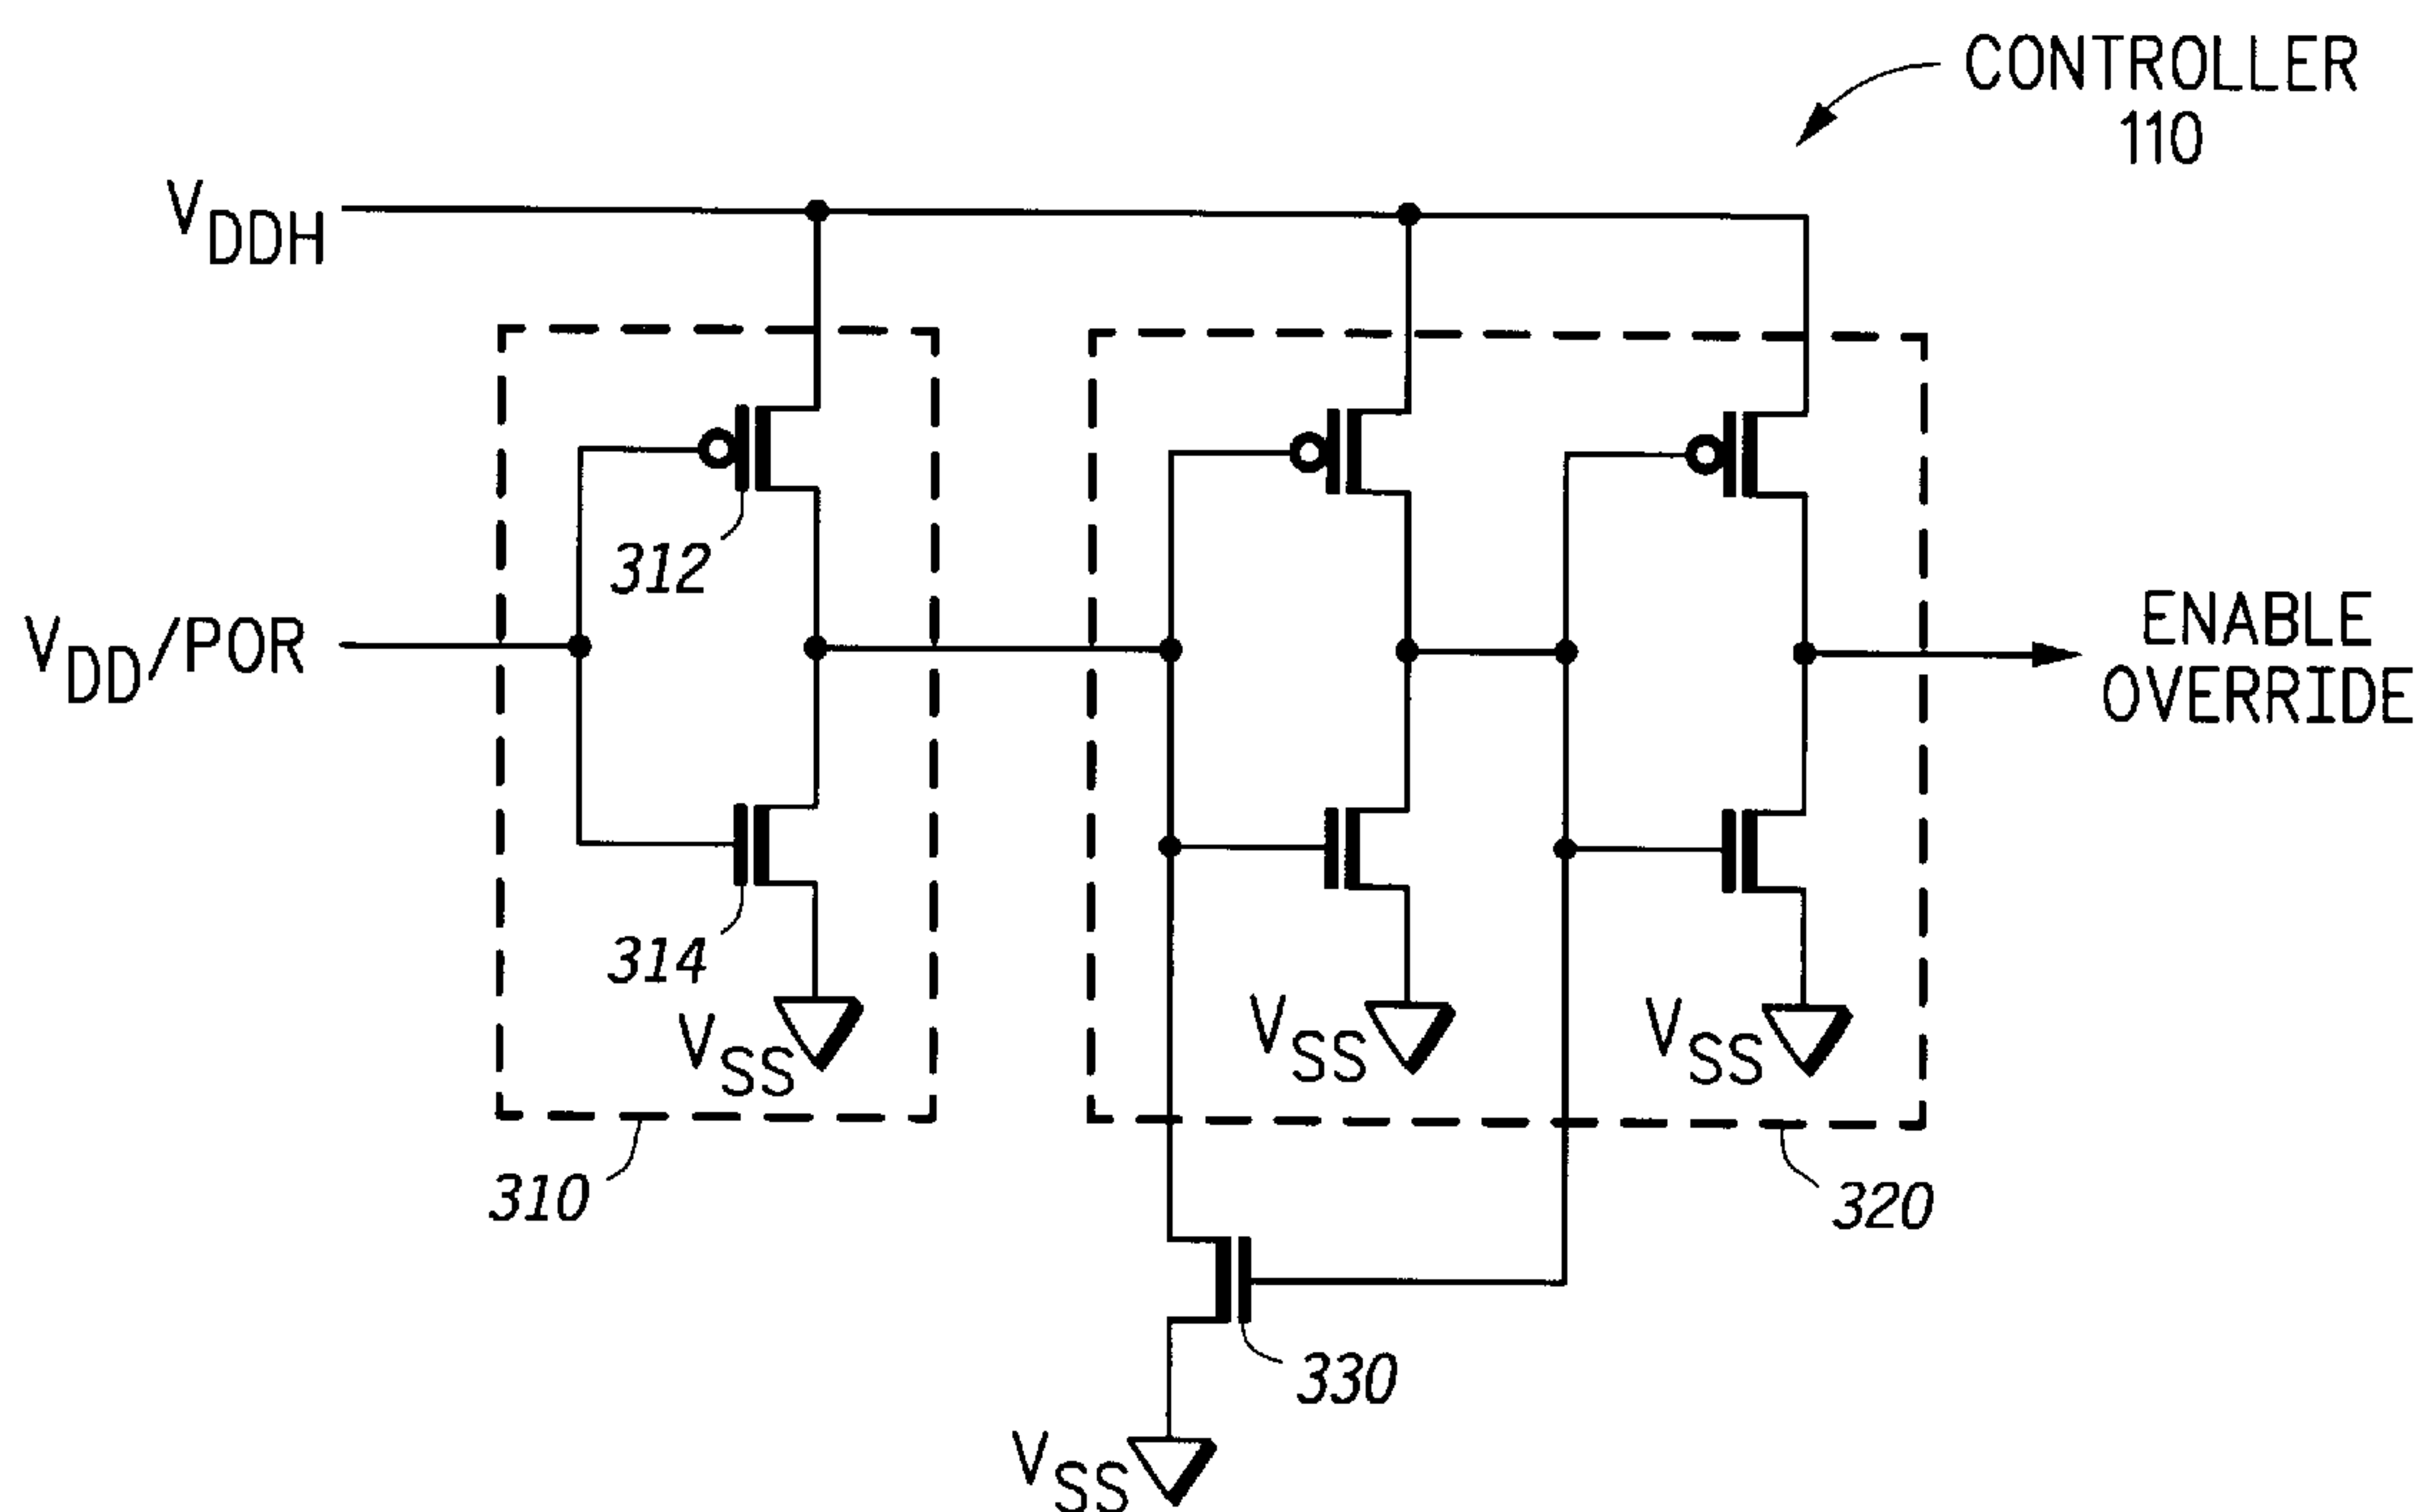 CONTROLLER
110
VDDH
312
VDD/POR
ENABLE
OVERRIDE
314
VSS
VSS
VSS
310
320
330
VSS